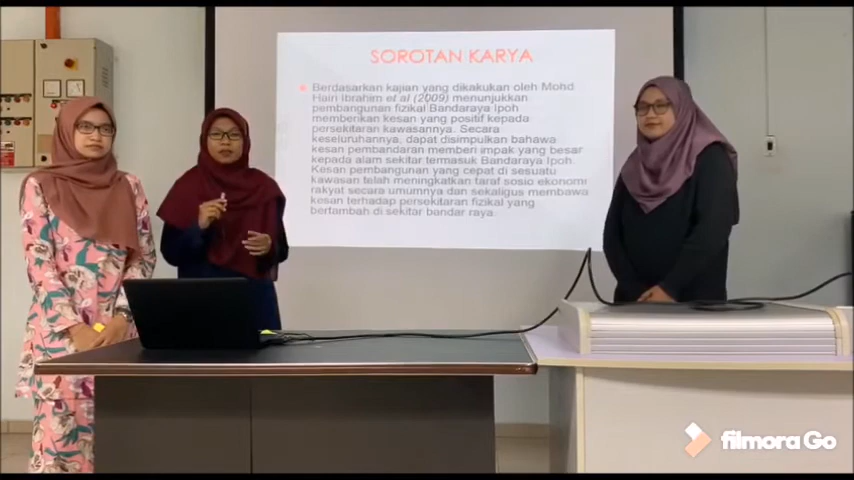 SOROTAN KARYA
Berdasarkan kajian yang dilakukan oleh Mohd
Hairi Ibrahim et al (2009) menunjukkan
pembangunan fizikal Bandaraya Ipoh
memberikan kesan yang positif kepada
persekitaran kawasannya. Secara
keseluruhannya, dapat disimpulkan bahawa
kesan pembandaran memberi impak yang besar
kepada alam sekitar termasuk Bandaraya Ipoh.
Kesan pembangunan yang cepat di sesuatu
kawasan telah meningkatkan taraf sosio ekonomi
rakyat secara umumnya dan sekaligus membawa
kesan terhadap persekitaran fizikal yang
bertambah di sekitar bandar raya.
filmora Go